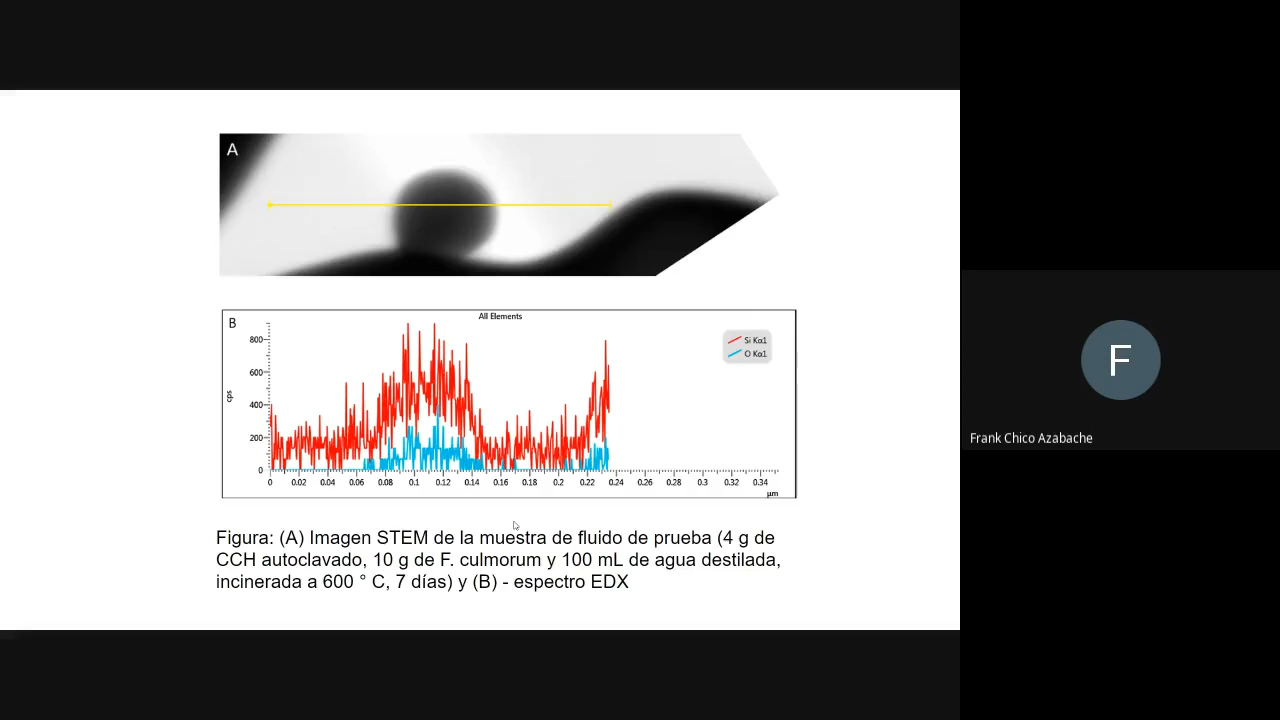 A
B
All Elements
Si Kα1
O Kα1
800
600
400
200
0
cps
0 0.02 0.04 0.06 0.08 0.1 0.12 0.14 0.16 0.18 0.2 0.22 0.24 0.26 0.28 0.3 0.32 0.34
μm
Figura: (A) Imagen STEM de la muestra de fluido de prueba (4 g de
CCH autoclavado, 10 g de F. culmorum y 100 mL de agua destilada,
incinerada a 600 ° C, 7 días) y (B) - espectro EDX
F
Frank Chico Azabache